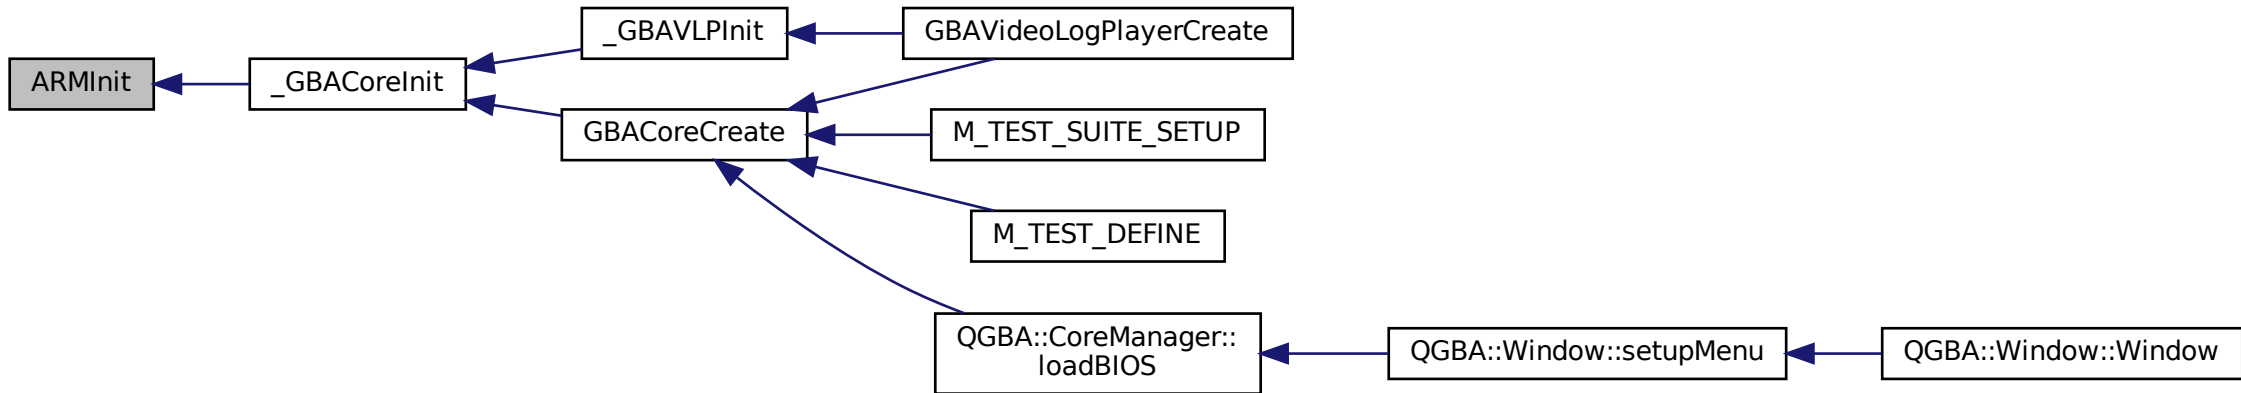 _GBAVLPInit
GBAVideoLogPlayerCreate
ARMInit
_GBACoreInit
GBACoreCreate
M_TEST_SUITE_SETUP
M_TEST_DEFINE
QGBA::CoreManager::
loadBIOS
QGBA::Window::setupMenu
QGBA::Window::Window